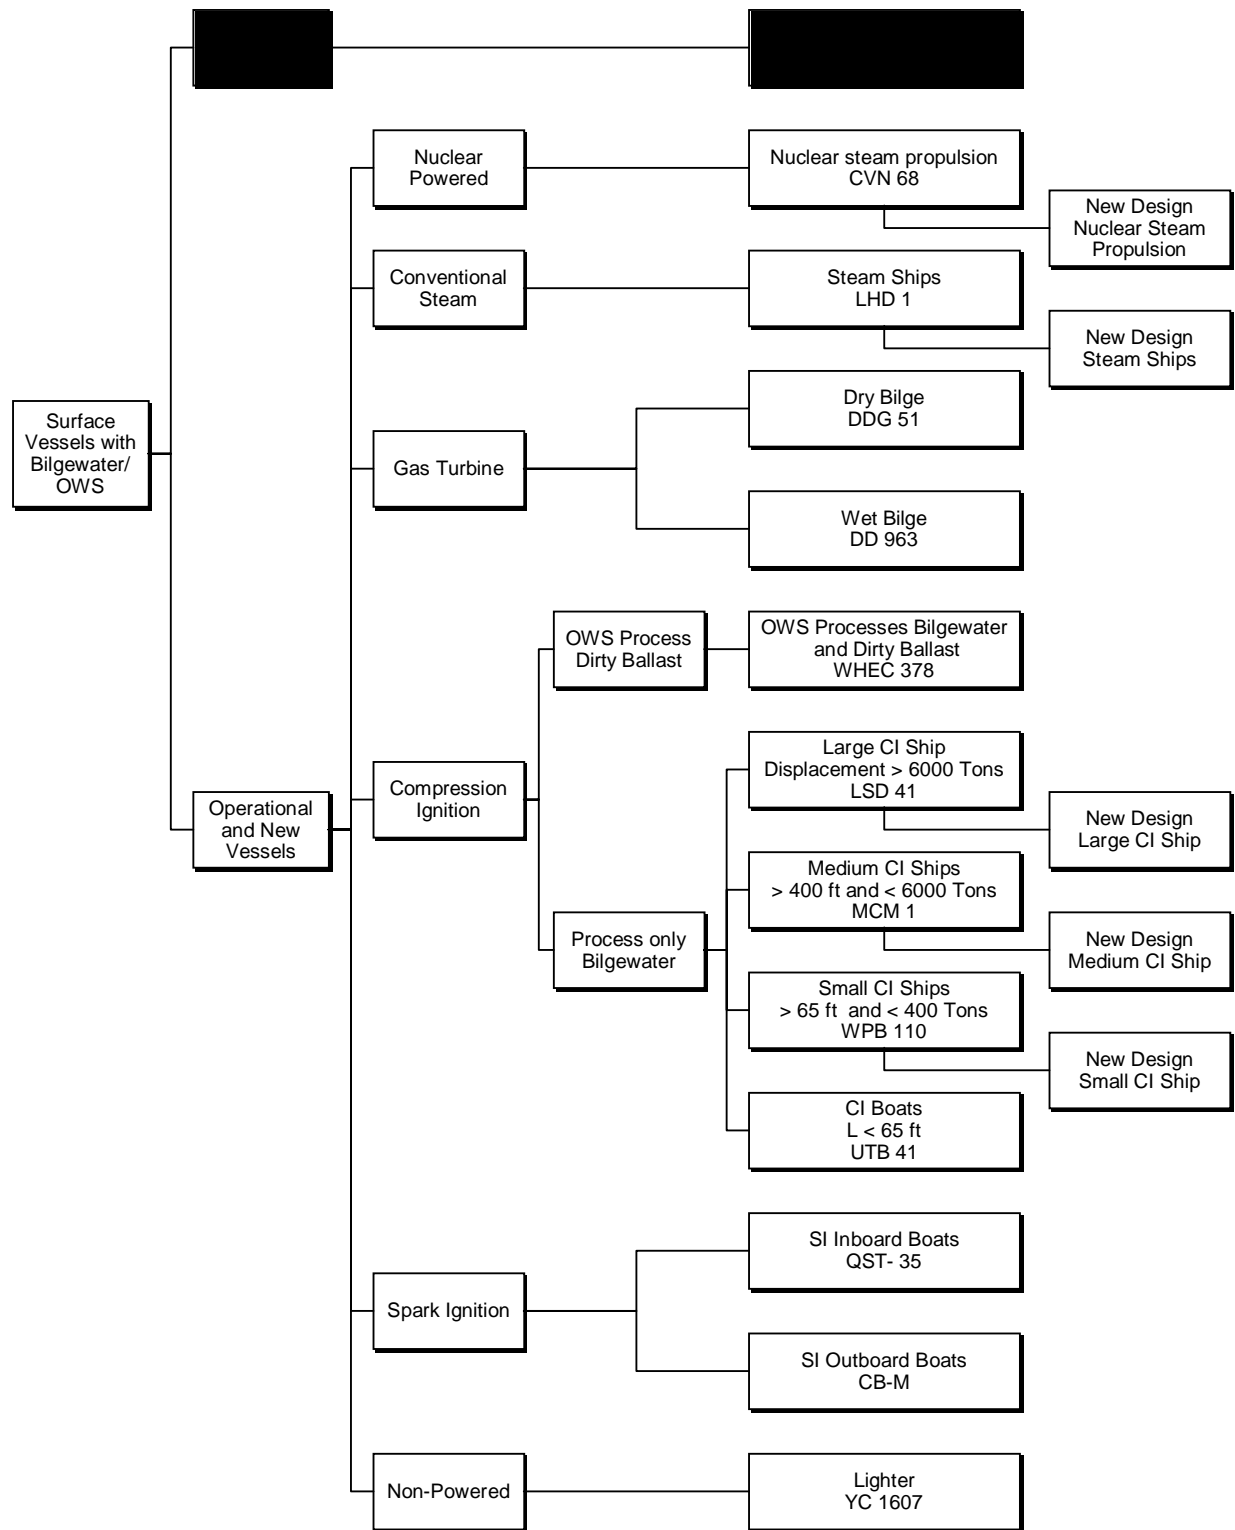 Nuclear
Powered
Nuclear steam propulsion
CVN 68
New Design
Nuclear Steam
Propulsion
Conventional
Steam
Steam Ships
LHD 1
New Design
Steam Ships
Surface
Vessels with
Bilgewater/
OWS
Gas Turbine
Dry Bilge
DDG 51
Wet Bilge
DD 963
OWS Process
Dirty Ballast
OWS Processes Bilgewater
and Dirty Ballast
WHEC 378
Operational
and New
Vessels
Compression
Ignition
Large CI Ship
Displacement > 6000 Tons
LSD 41
New Design
Large CI Ship
Process only
Bilgewater
Medium CI Ships
> 400 ft and < 6000 Tons
MCM 1
New Design
Medium CI Ship
Small CI Ships
> 65 ft  and < 400 Tons
WPB 110
New Design
Small CI Ship
CI Boats
L < 65 ft
UTB 41
Spark Ignition
SI Inboard Boats
QST- 35
SI Outboard Boats
CB-M
Non-Powered
Lighter
YC 1607